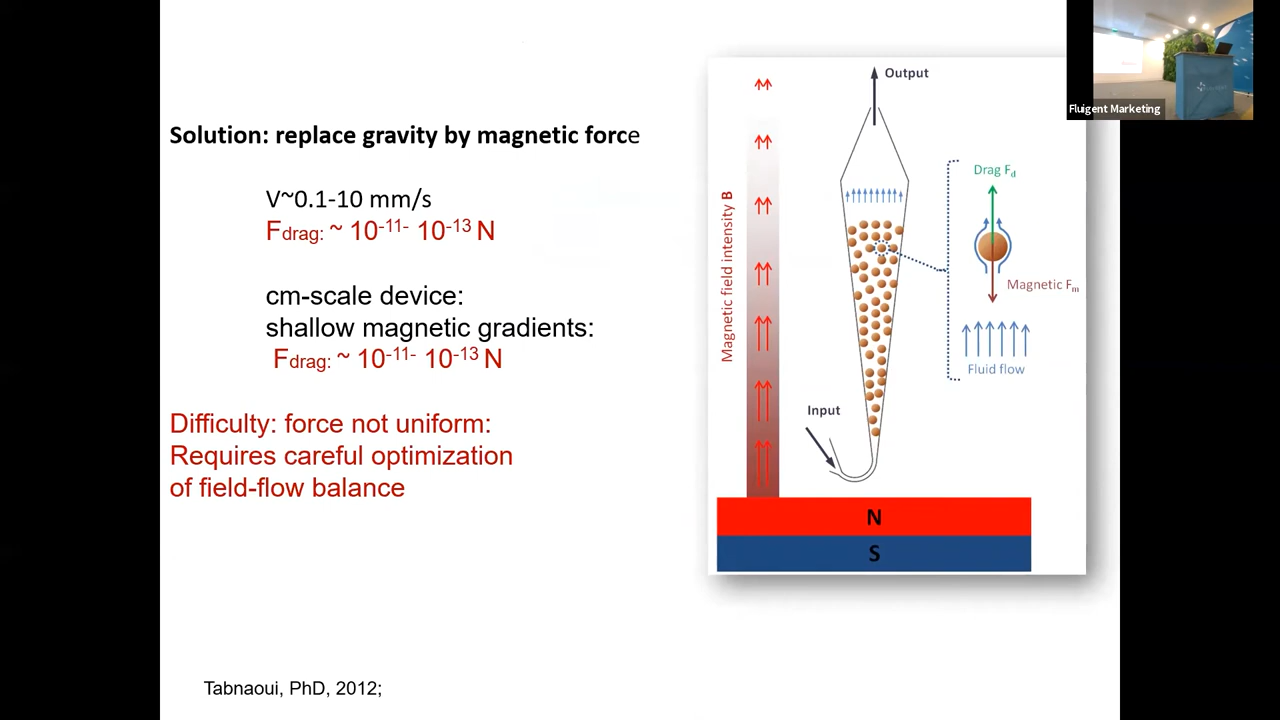 Solution: replace gravity by magnetic force
V~0.1-10 mm/s
Fdrag: ~ 10-11- 10-13 N
cm-scale device:
shallow magnetic gradients:
Fdrag: ~ 10-11- 10-13 N
Difficulty: force not uniform:
Requires careful optimization
of field-flow balance
Tabnaoui, PhD, 2012;
Magnetic field intensity B
Output
Input
Drag Fd
Magnetic Fm
Fluid flow
N
S
Fluigent Marketing